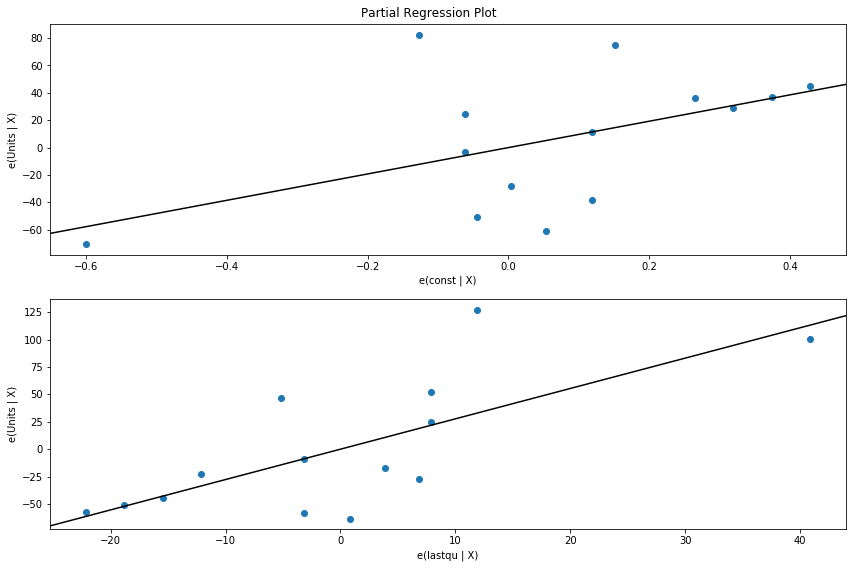 Partial Regression Plot
80
60
40
20
0
−20
−40
−60
e(Units | X)
−0.6 −0.4 −0.2 0.0 0.2 0.4
e(const | X)
125
100
75
50
25
0
−25
−50
e(Units | X)
−20 −10 0 10 20 30 40
e(lastqu | X)